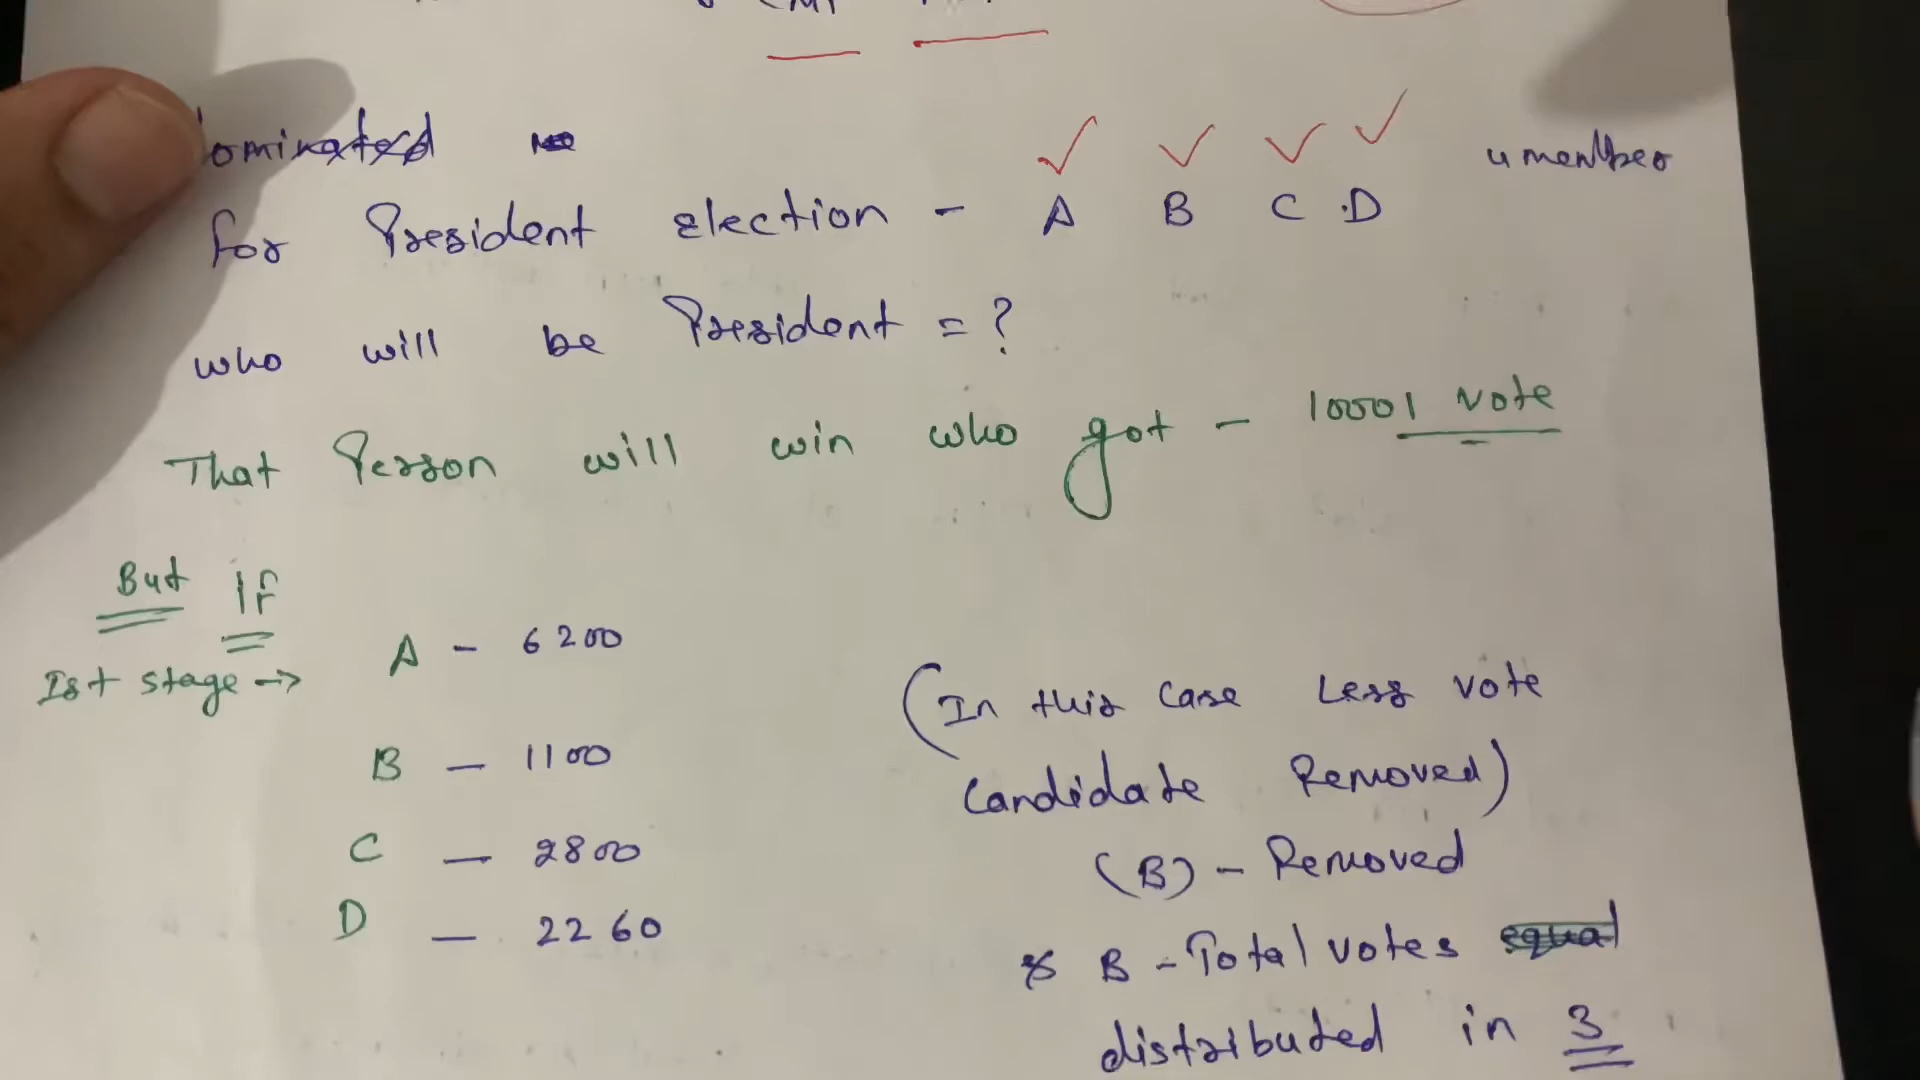 ominated
4 member
for President election - A B C D
who will be President = ?
That Person will win who got - 10001 vote
But If
Ist stage → A - 6200
B - 1100
C - 2800
D - 2260
(In this case Less vote
candidate Removed)
(B) - Removed
* B - Total votes equal
distributed in 3